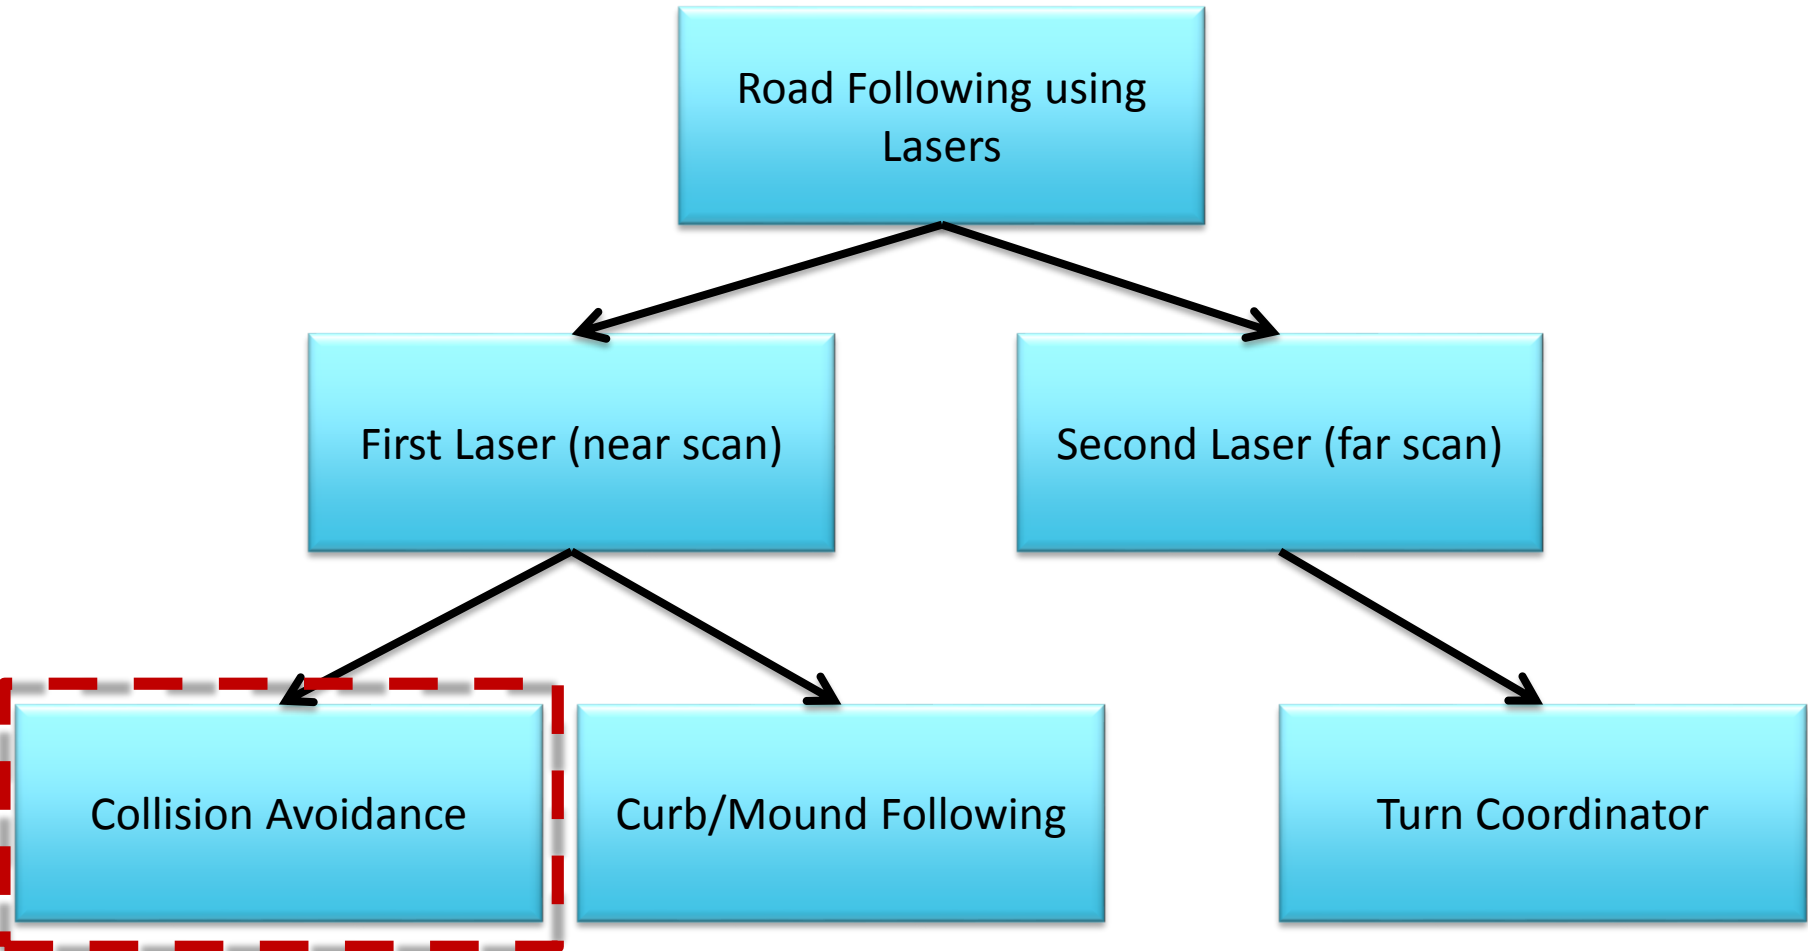 Road Following using
Lasers
First Laser (near scan)
Second Laser (far scan)
Collision Avoidance
Curb/Mound Following
Turn Coordinator